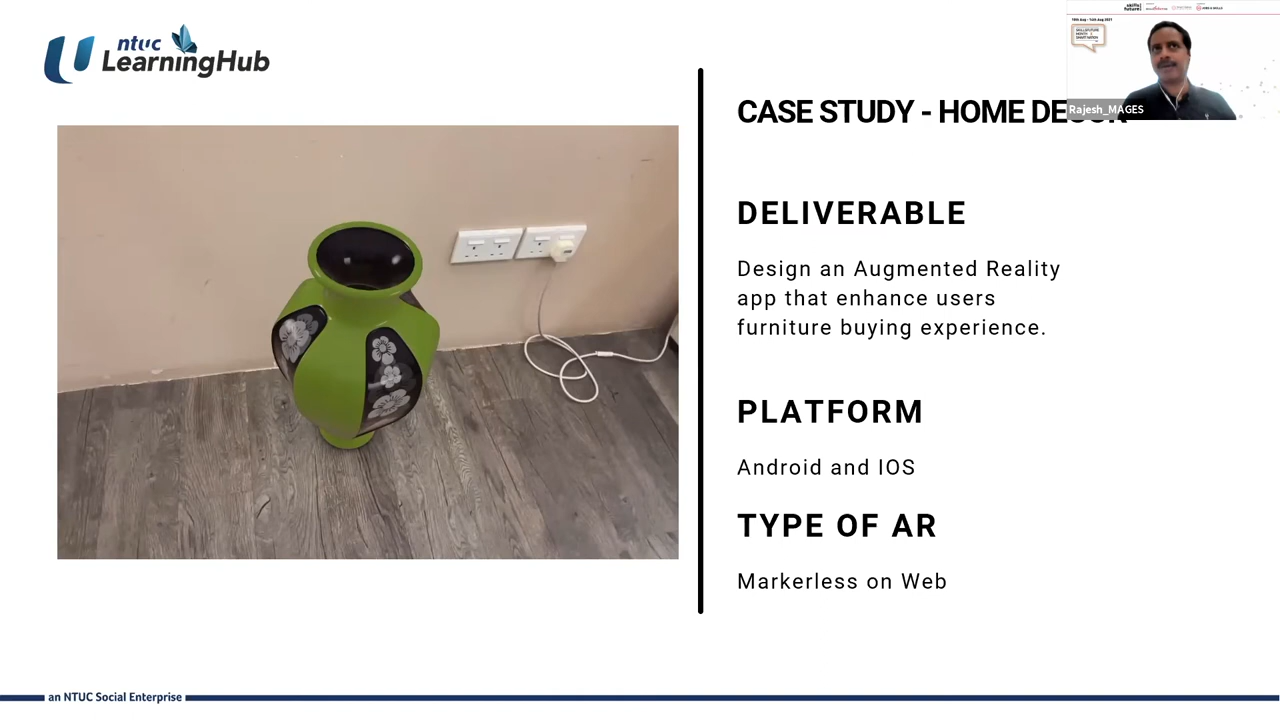 ntuc
LearningHub
CASE STUDY - HOME DECOR
DELIVERABLE
Design an Augmented Reality
app that enhance users
furniture buying experience.
PLATFORM
Android and IOS
TYPE OF AR
Markerless on Web
Rajesh_MAGES
an NTUC Social Enterprise